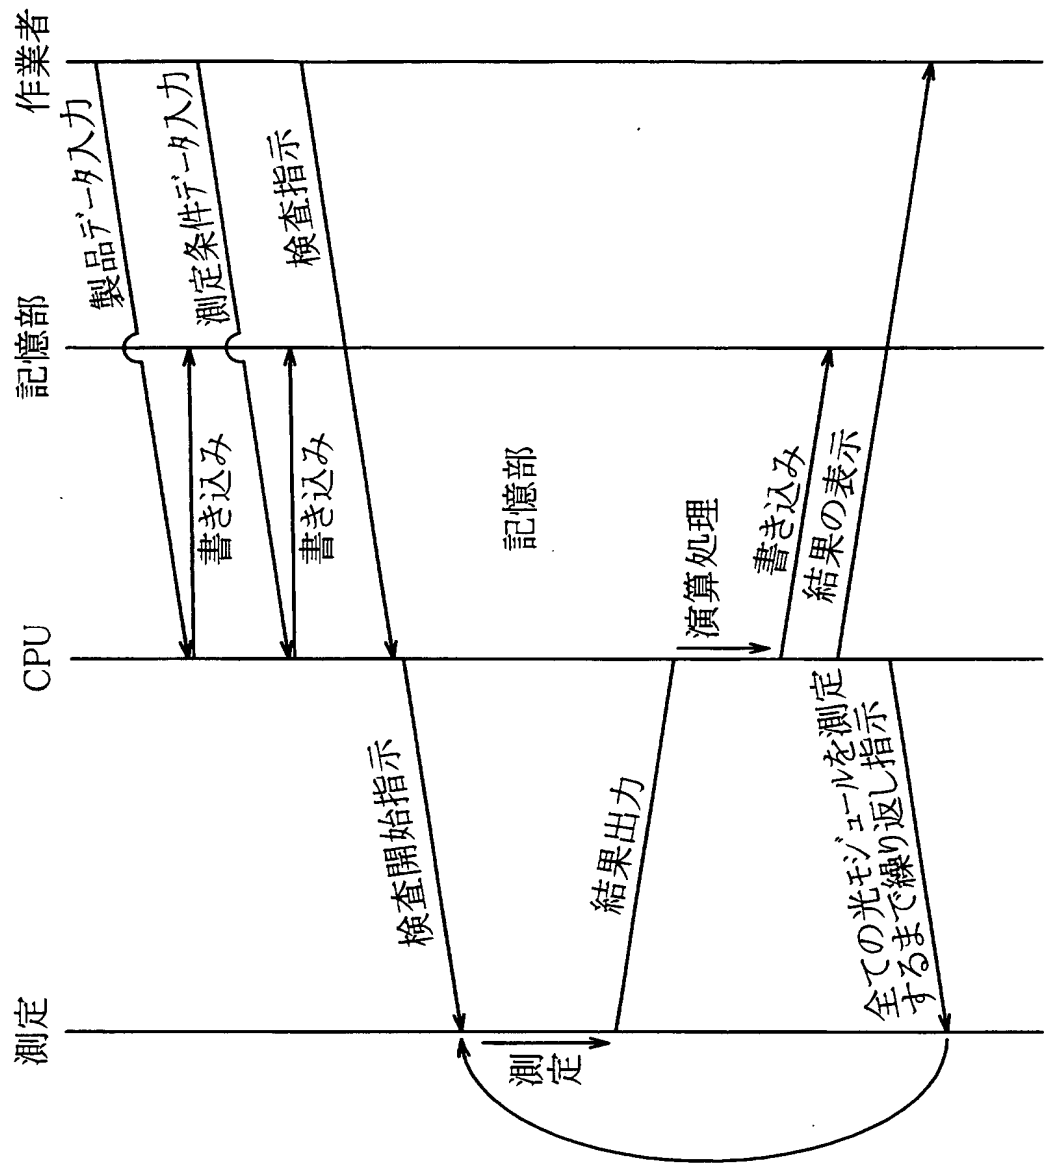 測定
CPU
記憶部
作業者
製品データ入力
書き込み
測定条件データ入力
書き込み
検査指示
検査開始指示
測定
記憶部
結果出力
演算処理
書き込み
結果の表示
全ての光モジュールを測定
するまで繰り返し指示